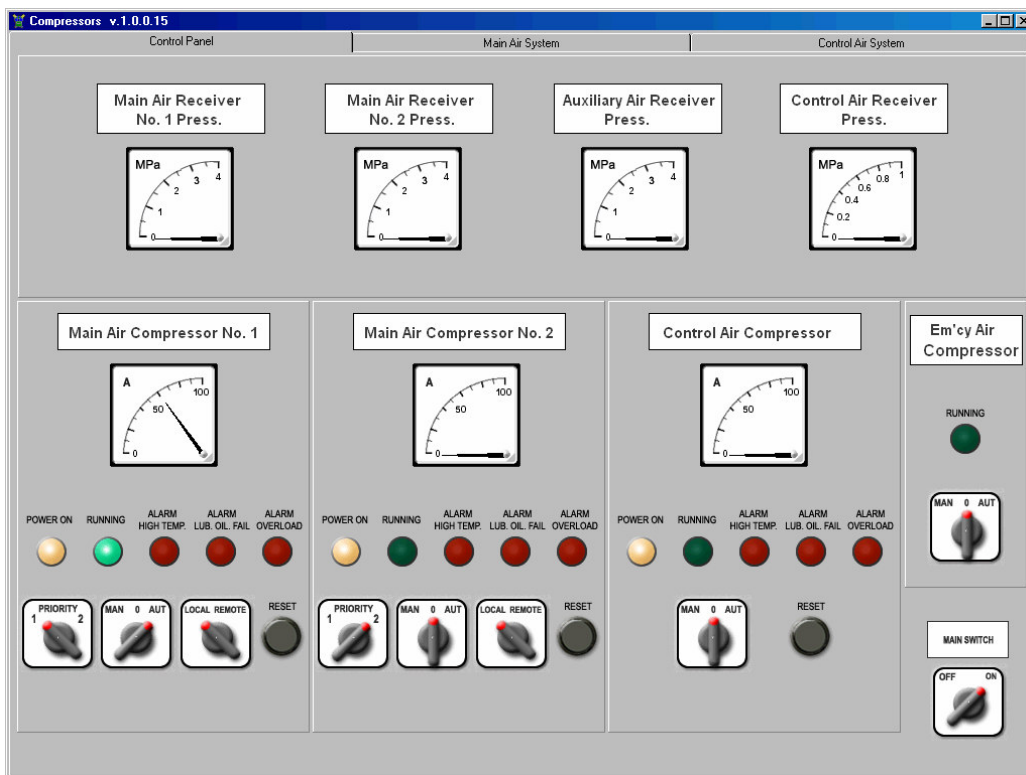 Compressors v.1.0.0.15
Control Panel
Main Air System
Control Air System
Main Air Receiver
No. 1 Press.
Main Air Receiver
No. 2 Press.
Auxiliary Air Receiver
Press.
Control Air Receiver
Press.
MPa
0
1
2
3
4
MPa
0
1
2
3
4
MPa
0
1
2
3
4
MPa
0
0.2
0.4
0.6
0.8
1
Main Air Compressor No. 1
A
0
50
100
POWER ON
RUNNING
ALARM
HIGH TEMP.
ALARM
LUB. OIL. FAIL
ALARM
OVERLOAD
PRIORITY
1 2
MAN 0 AUT
LOCAL REMOTE
RESET
Main Air Compressor No. 2
A
0
50
100
POWER ON
RUNNING
ALARM
HIGH TEMP.
ALARM
LUB. OIL. FAIL
ALARM
OVERLOAD
PRIORITY
1 2
MAN 0 AUT
LOCAL REMOTE
RESET
Control Air Compressor
A
0
50
100
POWER ON
RUNNING
ALARM
HIGH TEMP.
ALARM
LUB. OIL. FAIL
ALARM
OVERLOAD
MAN 0 AUT
RESET
Em'cy Air
Compressor
RUNNING
MAN 0 AUT
MAIN SWITCH
OFF ON